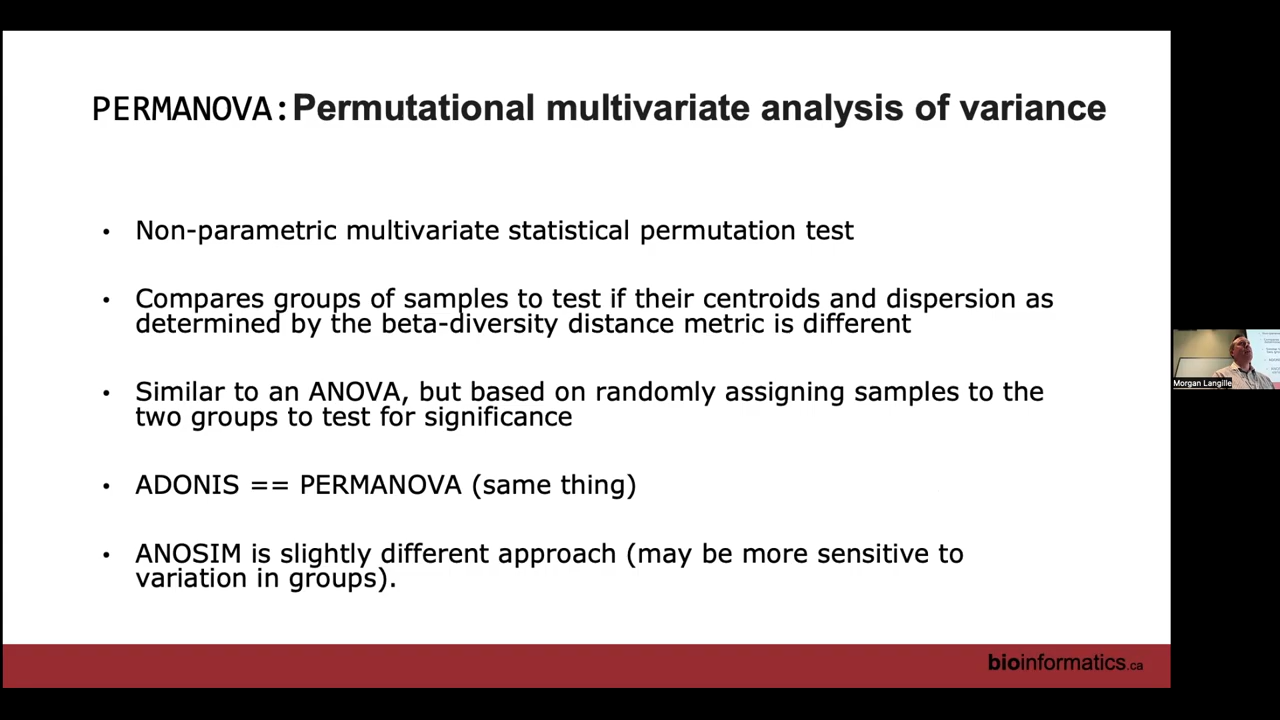 PERMANOVA: Permutational multivariate analysis of variance
• Non-parametric multivariate statistical permutation test
• Compares groups of samples to test if their centroids and dispersion as
determined by the beta-diversity distance metric is different
• Similar to an ANOVA, but based on randomly assigning samples to the
two groups to test for significance
• ADONIS == PERMANOVA (same thing)
• ANOSIM is slightly different approach (may be more sensitive to
variation in groups).
bioinformatics.ca
Morgan Langille